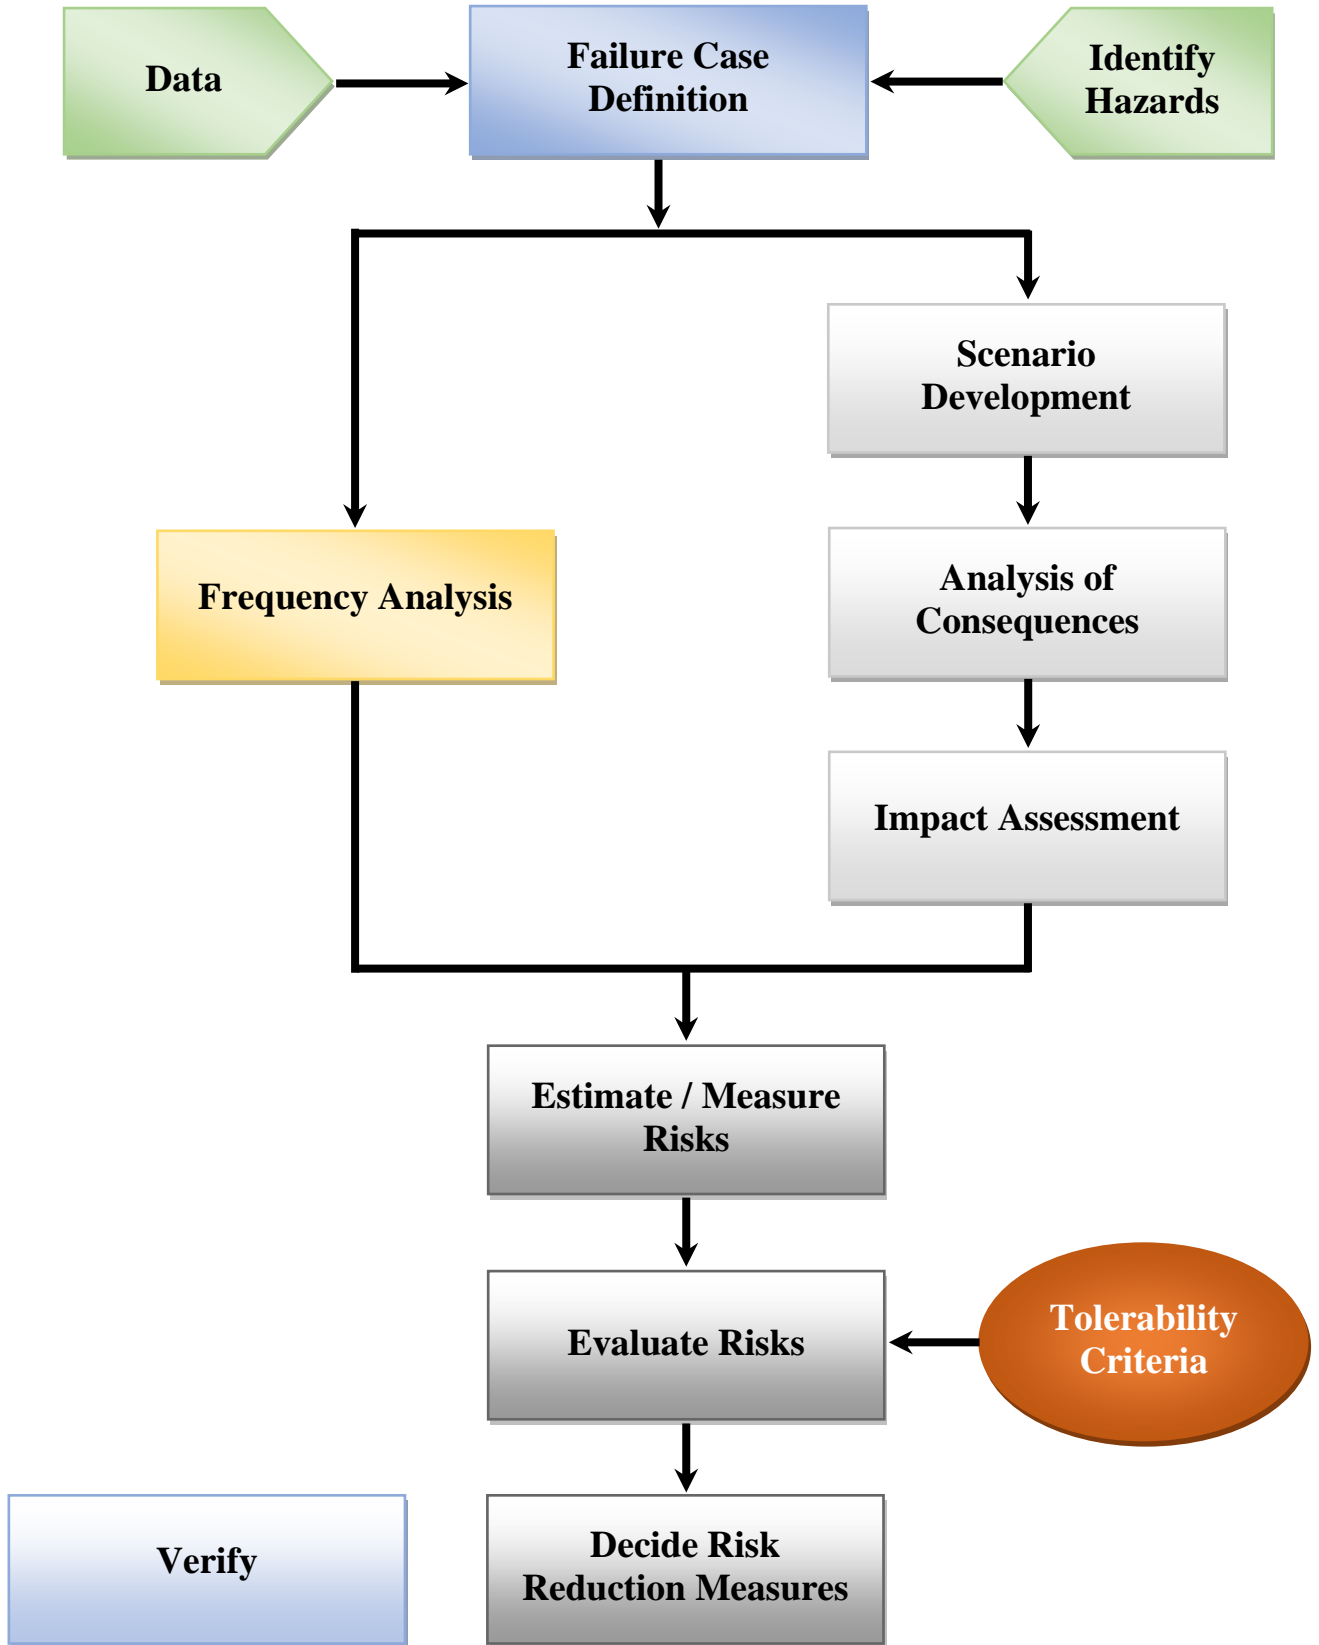 Data
Failure Case
Definition
Identify
Hazards
Scenario
Development
Frequency Analysis
Analysis of
Consequences
Impact Assessment
Estimate / Measure
Risks
Evaluate Risks
Tolerability
Criteria
Verify
Decide Risk
Reduction Measures